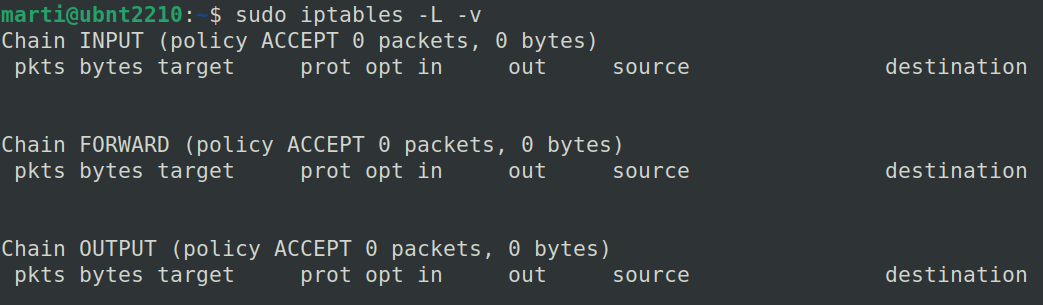 marti@ubnt2210:~$ sudo iptables -L -v
Chain INPUT (policy ACCEPT 0 packets, 0 bytes)
 pkts bytes target     prot opt in     out     source               destination
Chain FORWARD (policy ACCEPT 0 packets, 0 bytes)
 pkts bytes target     prot opt in     out     source               destination
Chain OUTPUT (policy ACCEPT 0 packets, 0 bytes)
 pkts bytes target     prot opt in     out     source               destination